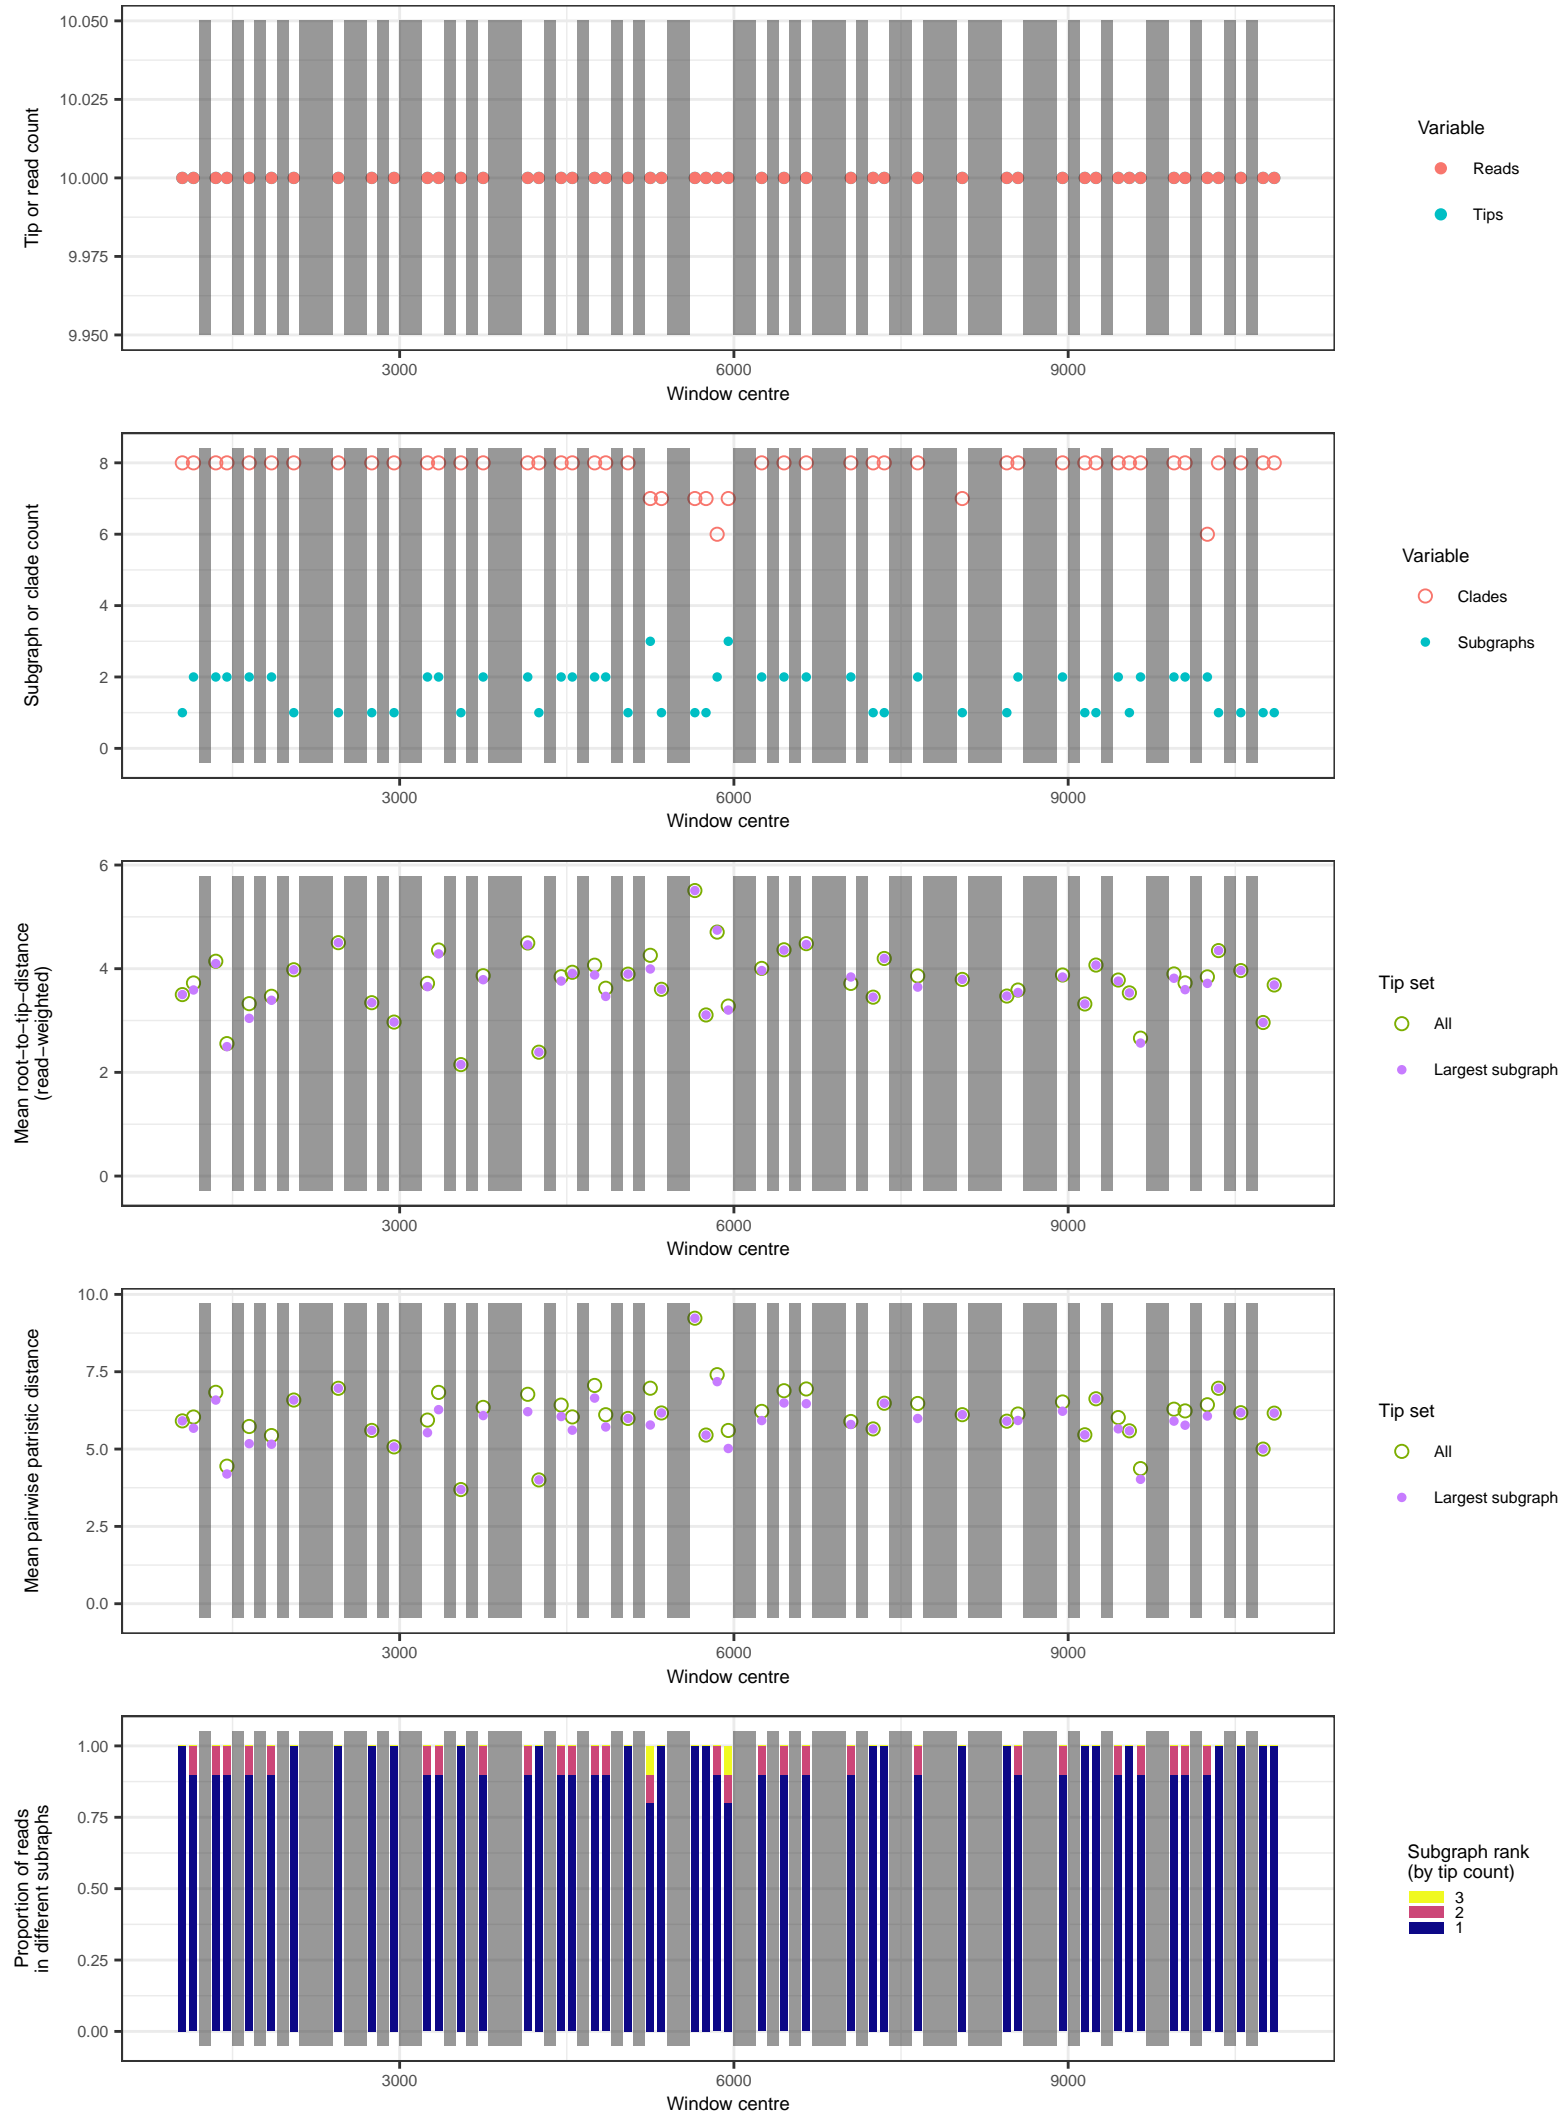 10.050
10.025
10.000
9.975
9.950
Tip or read count
3000
6000
9000
Window centre
Variable
Reads
Tips
8
6
4
2
0
Subgraph or clade count
3000
6000
9000
Window centre
Variable
Clades
Subgraphs
6
4
2
0
Mean root−to−tip−distance
(read−weighted)
3000
6000
9000
Window centre
Tip set
All
Largest subgraph
10.0
7.5
5.0
2.5
0.0
Mean pairwise patristic distance
3000
6000
9000
Window centre
Tip set
All
Largest subgraph
1.00
0.75
0.50
0.25
0.00
Proportion of reads
in different subraphs
3000
6000
9000
Window centre
Subgraph rank
(by tip count)
3
2
1